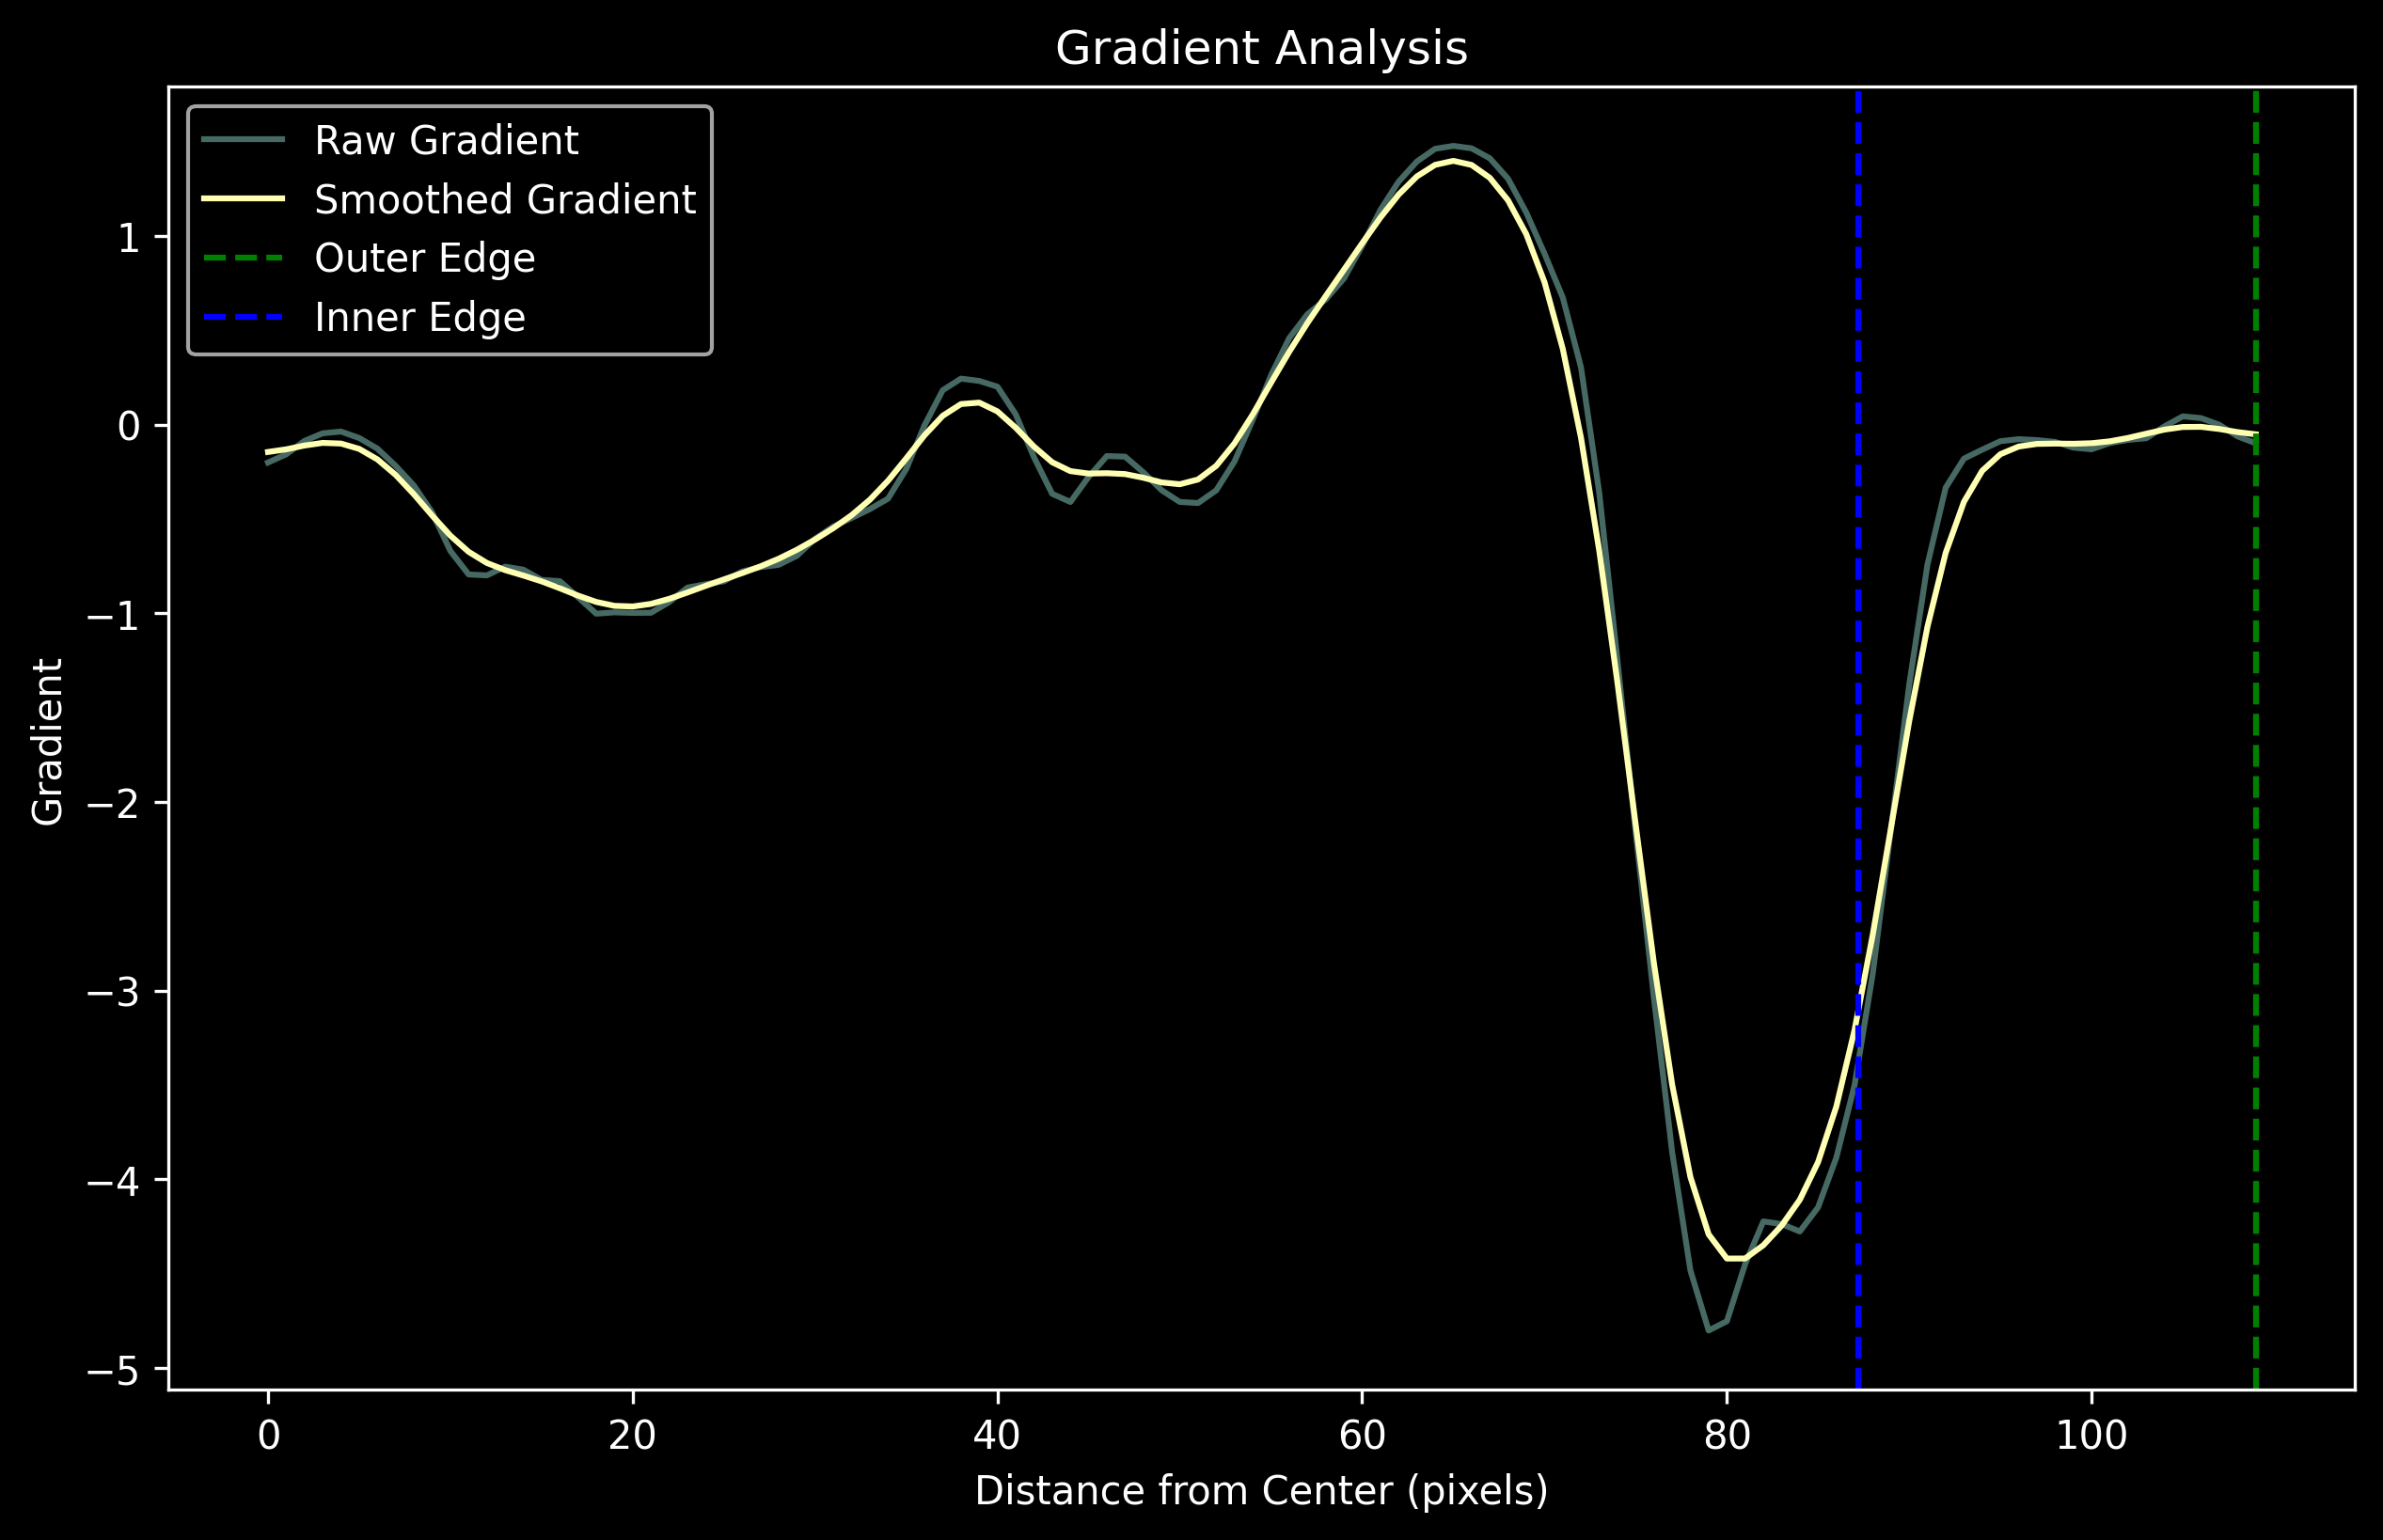 Gradient Analysis
Raw Gradient
Smoothed Gradient
Outer Edge
Inner Edge
1
0
−1
−2
−3
−4
−5
Gradient
0 20 40 60 80 100
Distance from Center (pixels)